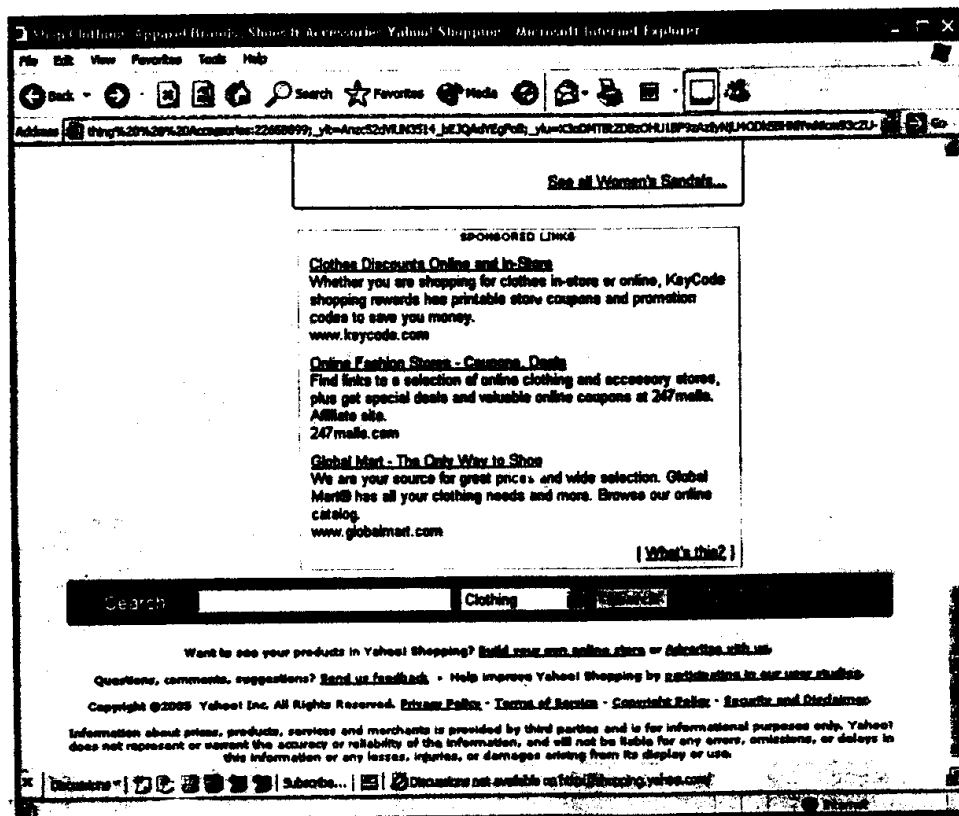 Shop Clothing, Apparel Brands, Shoes & Accessories Yahoo! Shopping - Microsoft Internet Explorer
File Edit View Favorites Tools Help
Back Search Favorites Media
Address Go
See all Women's Sandals...
SPONSORED LINKS
Clothes Discounts Online and In-Store
Whether you are shopping for clothes in-store or online, KeyCode
shopping rewards has printable store coupons and promotion
codes to save you money.
www.keycode.com
Online Fashion Stores - Coupons, Deals
Find links to a selection of online clothing and accessory stores,
plus get special deals and valuable online coupons at 247malls.
Affiliate site.
247malls.com
Global Mart - The Only Way to Shop
We are your source for great prices and wide selection. Global
Mart® has all your clothing needs and more. Browse our online
catalog.
www.globalmart.com
[ What's this? ]
Search Clothing
Want to see your products in Yahoo! Shopping? Build your own online store or Advertise with us.
Questions, comments, suggestions? Send us feedback • Help improve Yahoo! Shopping by participating in our user studies.
Copyright ©2005 Yahoo! Inc. All Rights Reserved. Privacy Policy - Terms of Service - Copyright Policy - Security and Disclaimer
Information about prices, products, services and merchants is provided by third parties and is for informational purposes only. Yahoo!
does not represent or warrant the accuracy or reliability of the information, and will not be liable for any errors, omissions, or delays in
this information or any losses, injuries, or damages arising from its display or use.
Discussions Subscribe... Discussions not available on http://shopping.yahoo.com/
Internet